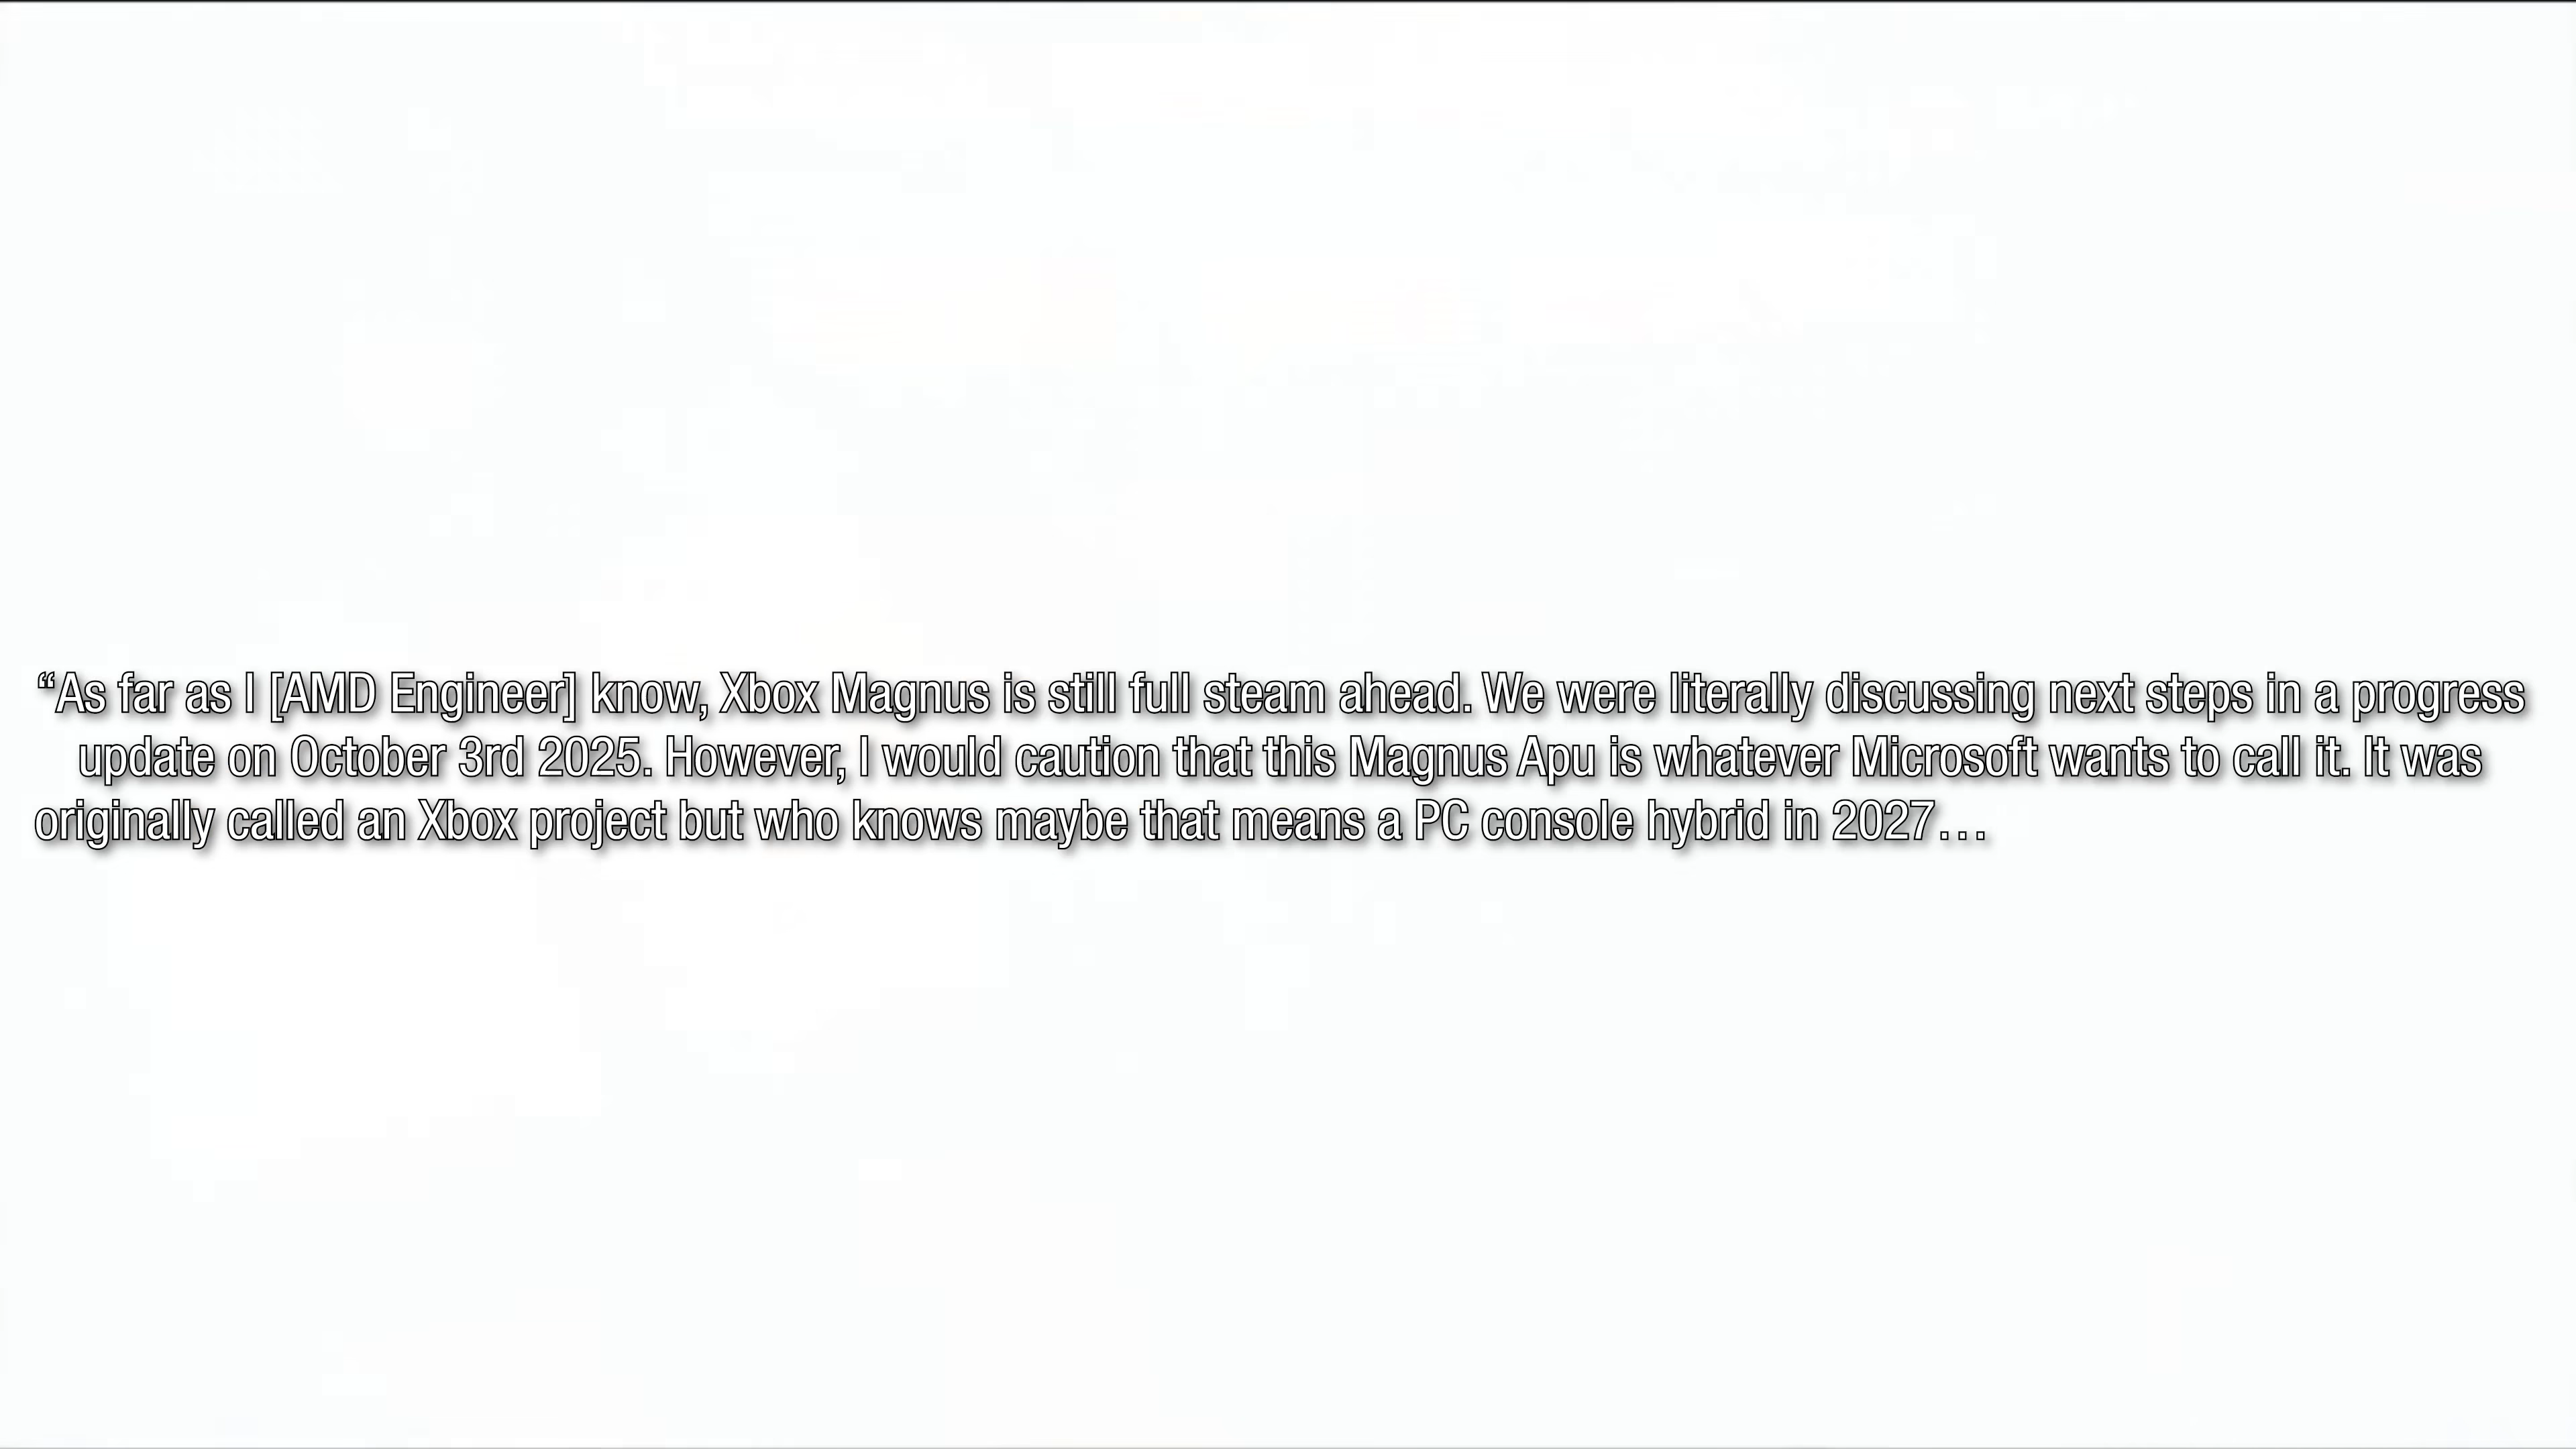 “As far as I [AMD Engineer] know, Xbox Magnus is still full steam ahead. We were literally discussing next steps in a progress
update on October 3rd 2025. However, I would caution that this Magnus Apu is whatever Microsoft wants to call it. It was
originally called an Xbox project but who knows maybe that means a PC console hybrid in 2027…